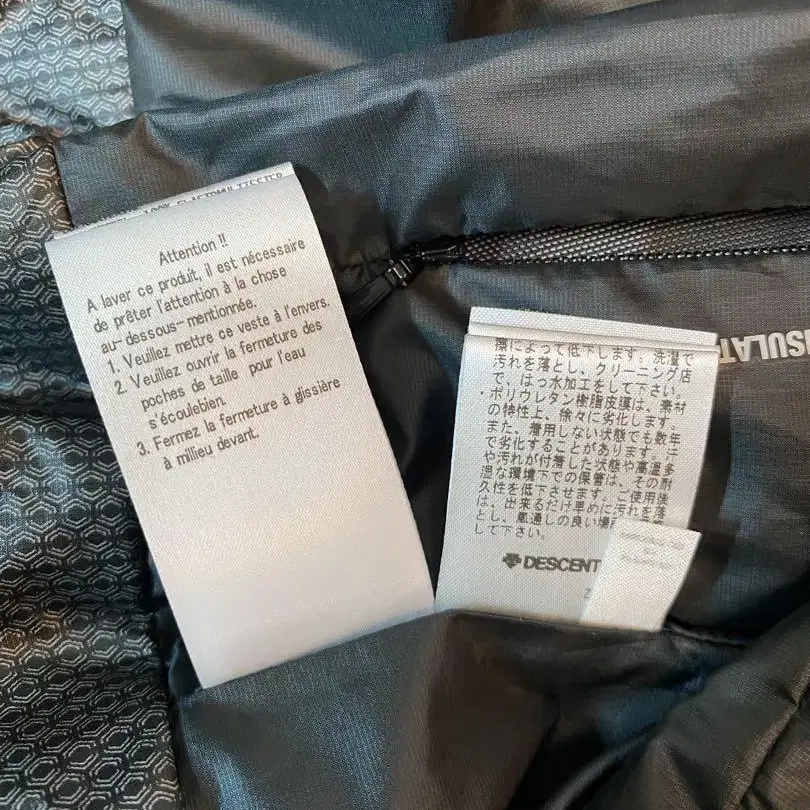 Attention !!
A laver ce produit, il est nécessaire
de prêter l'attention à la chose
au-dessous-mentionnée.
1. Veuillez mettre ce veste à l'envers.
2. Veuillez ouvrir la fermeture des
poches de taille pour l'eau
s'écoulebien.
3. Fermez la fermeture à glissière
à milieu devant.
擦によって低下します。洗濯で
汚れを落とし、クリーニング店
で、はっ水加工をして下さい。
・ポリウレタン樹脂皮膜は、素材
の特性上、徐々に劣化します。
また、着用しない状態でも数年
で劣化することがあります。汗
や汚れが付着した状態や高温多
湿な環境下での保管は、その耐
久性を低下させます。ご使用後
は、出来るだけ早めに汚れを落
とし、風通しの良い場所
して下さい。
DESCENT
NSULAT